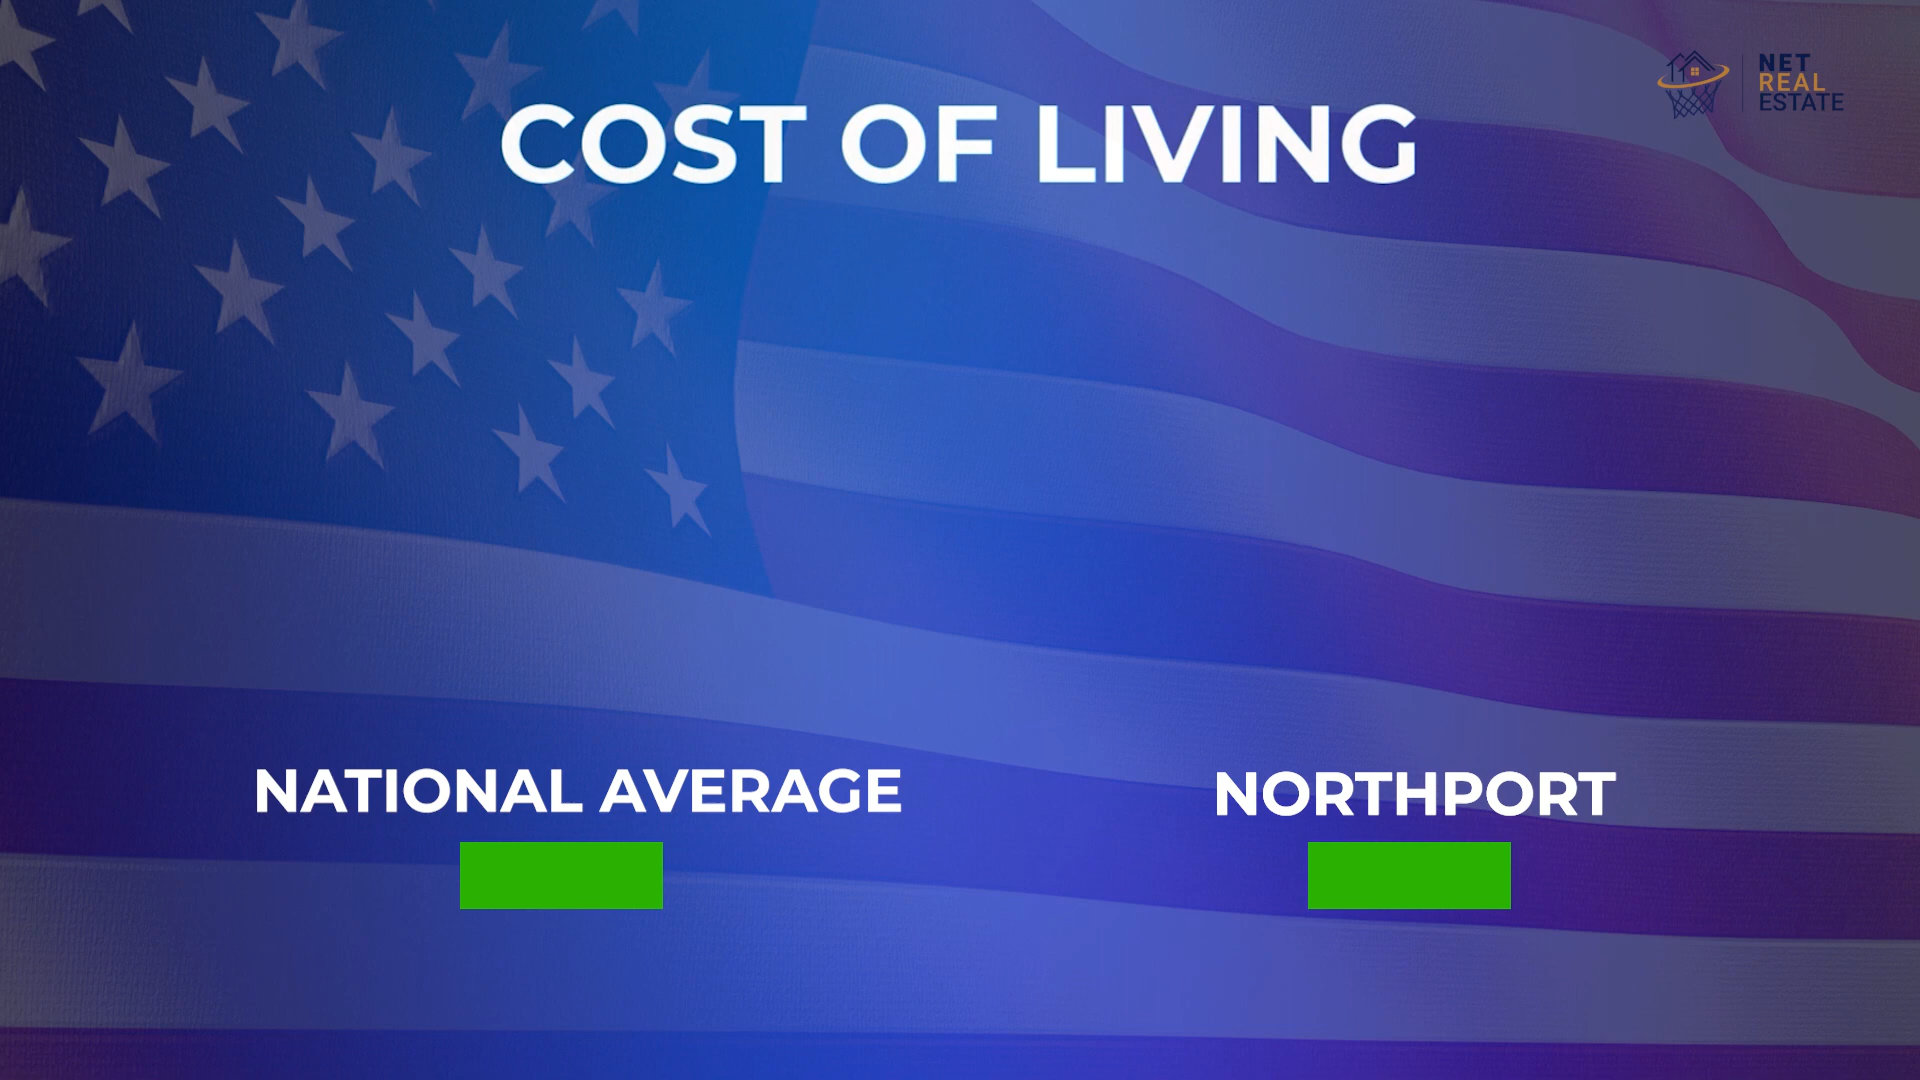 NET
REAL
ESTATE
COST OF LIVING
NATIONAL AVERAGE
NORTHPORT